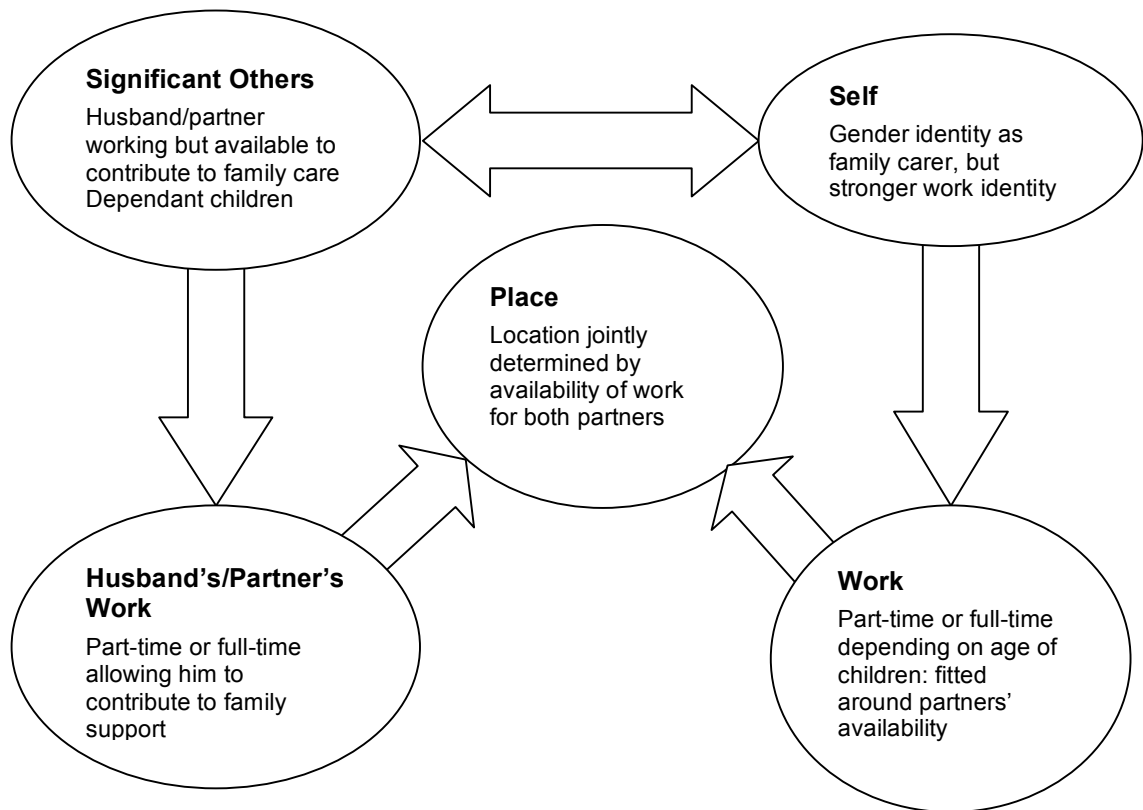 Significant Others
Husband/partner
working but available to
contribute to family care
Dependant children
Self
Gender identity as
family carer, but
stronger work identity
Place
Location jointly
determined by
availability of work
for both partners
Husband's/Partner's
Work
Part-time or full-time
allowing him to
contribute to family
support
Work
Part-time or full-time
depending on age of
children: fitted
around partners'
availability